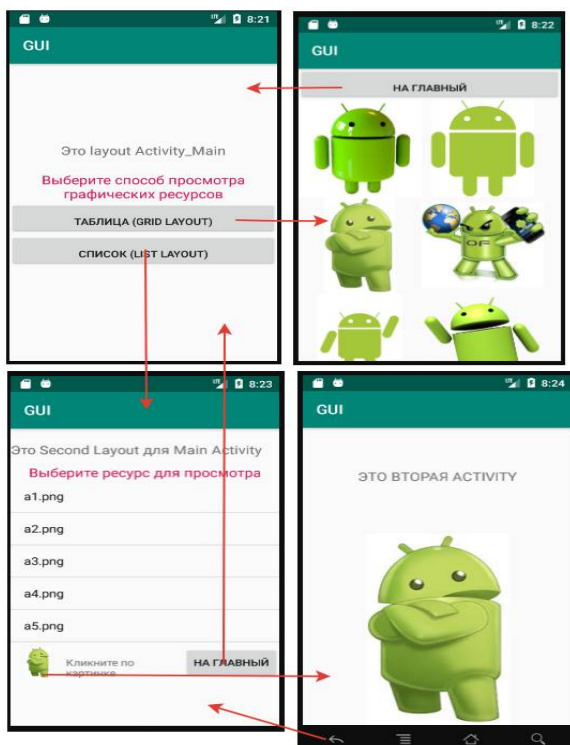 8:21
GUI
Это layout Activity_Main
Выберите способ просмотра
графических ресурсов
ТАБЛИЦА (GRID LAYOUT)
СПИСОК (LIST LAYOUT)
8:22
GUI
НА ГЛАВНЫЙ
OF
8:23
GUI
Это Second Layout для Main Activity
Выберите ресурс для просмотра
a1.png
a2.png
a3.png
a4.png
a5.png
Кликните по
картинке
НА ГЛАВНЫЙ
8:24
GUI
ЭТО ВТОРАЯ ACTIVITY